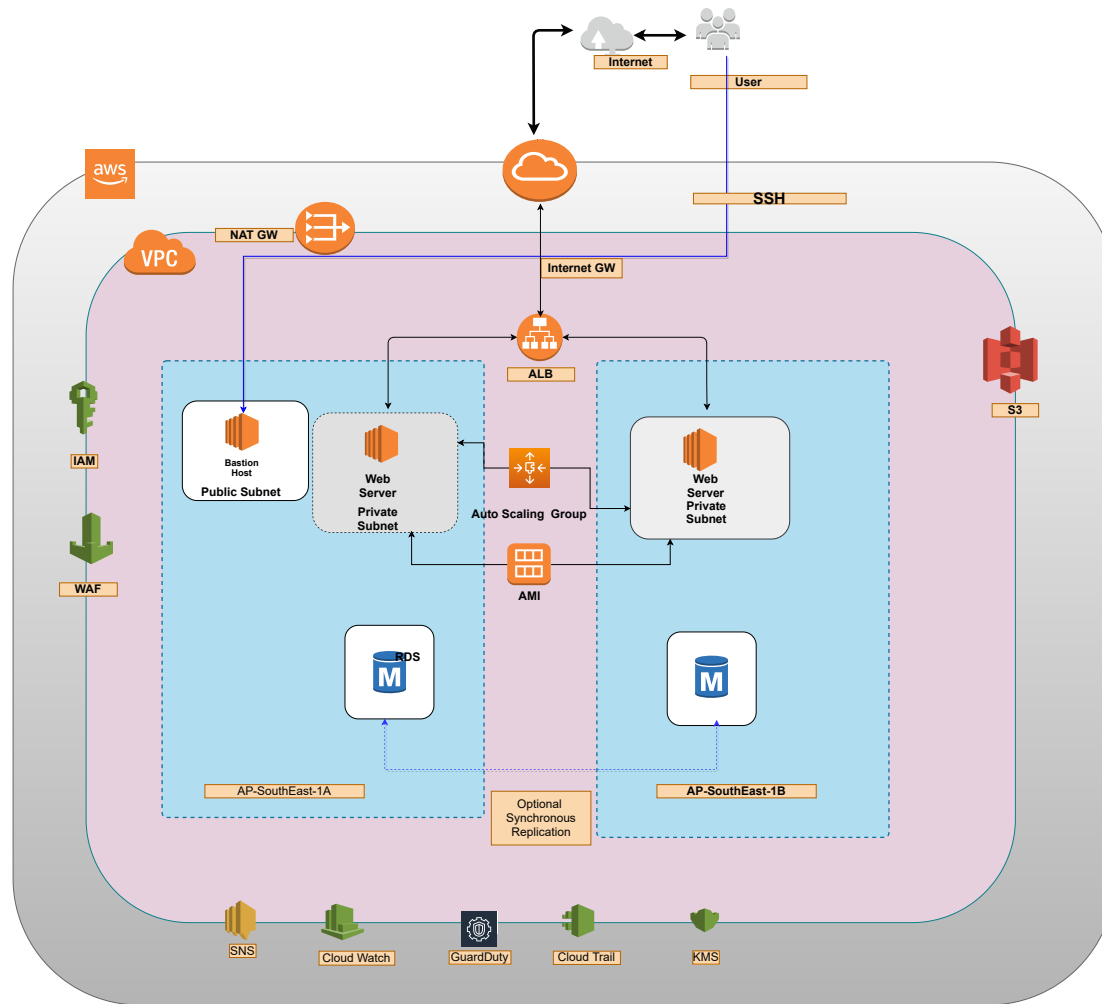 Internet
User
aws
SSH
NAT GW
VPC
Internet GW
ALB
S3
Bastion
Host
Public Subnet
Web
Server
Private
Subnet
Auto Scaling Group
Web
Server
Private
Subnet
IAM
WAF
AMI
RDS
M
M
AP-SouthEast-1A
AP-SouthEast-1B
Optional
Synchronous
Replication
SNS
Cloud Watch
GuardDuty
Cloud Trail
KMS